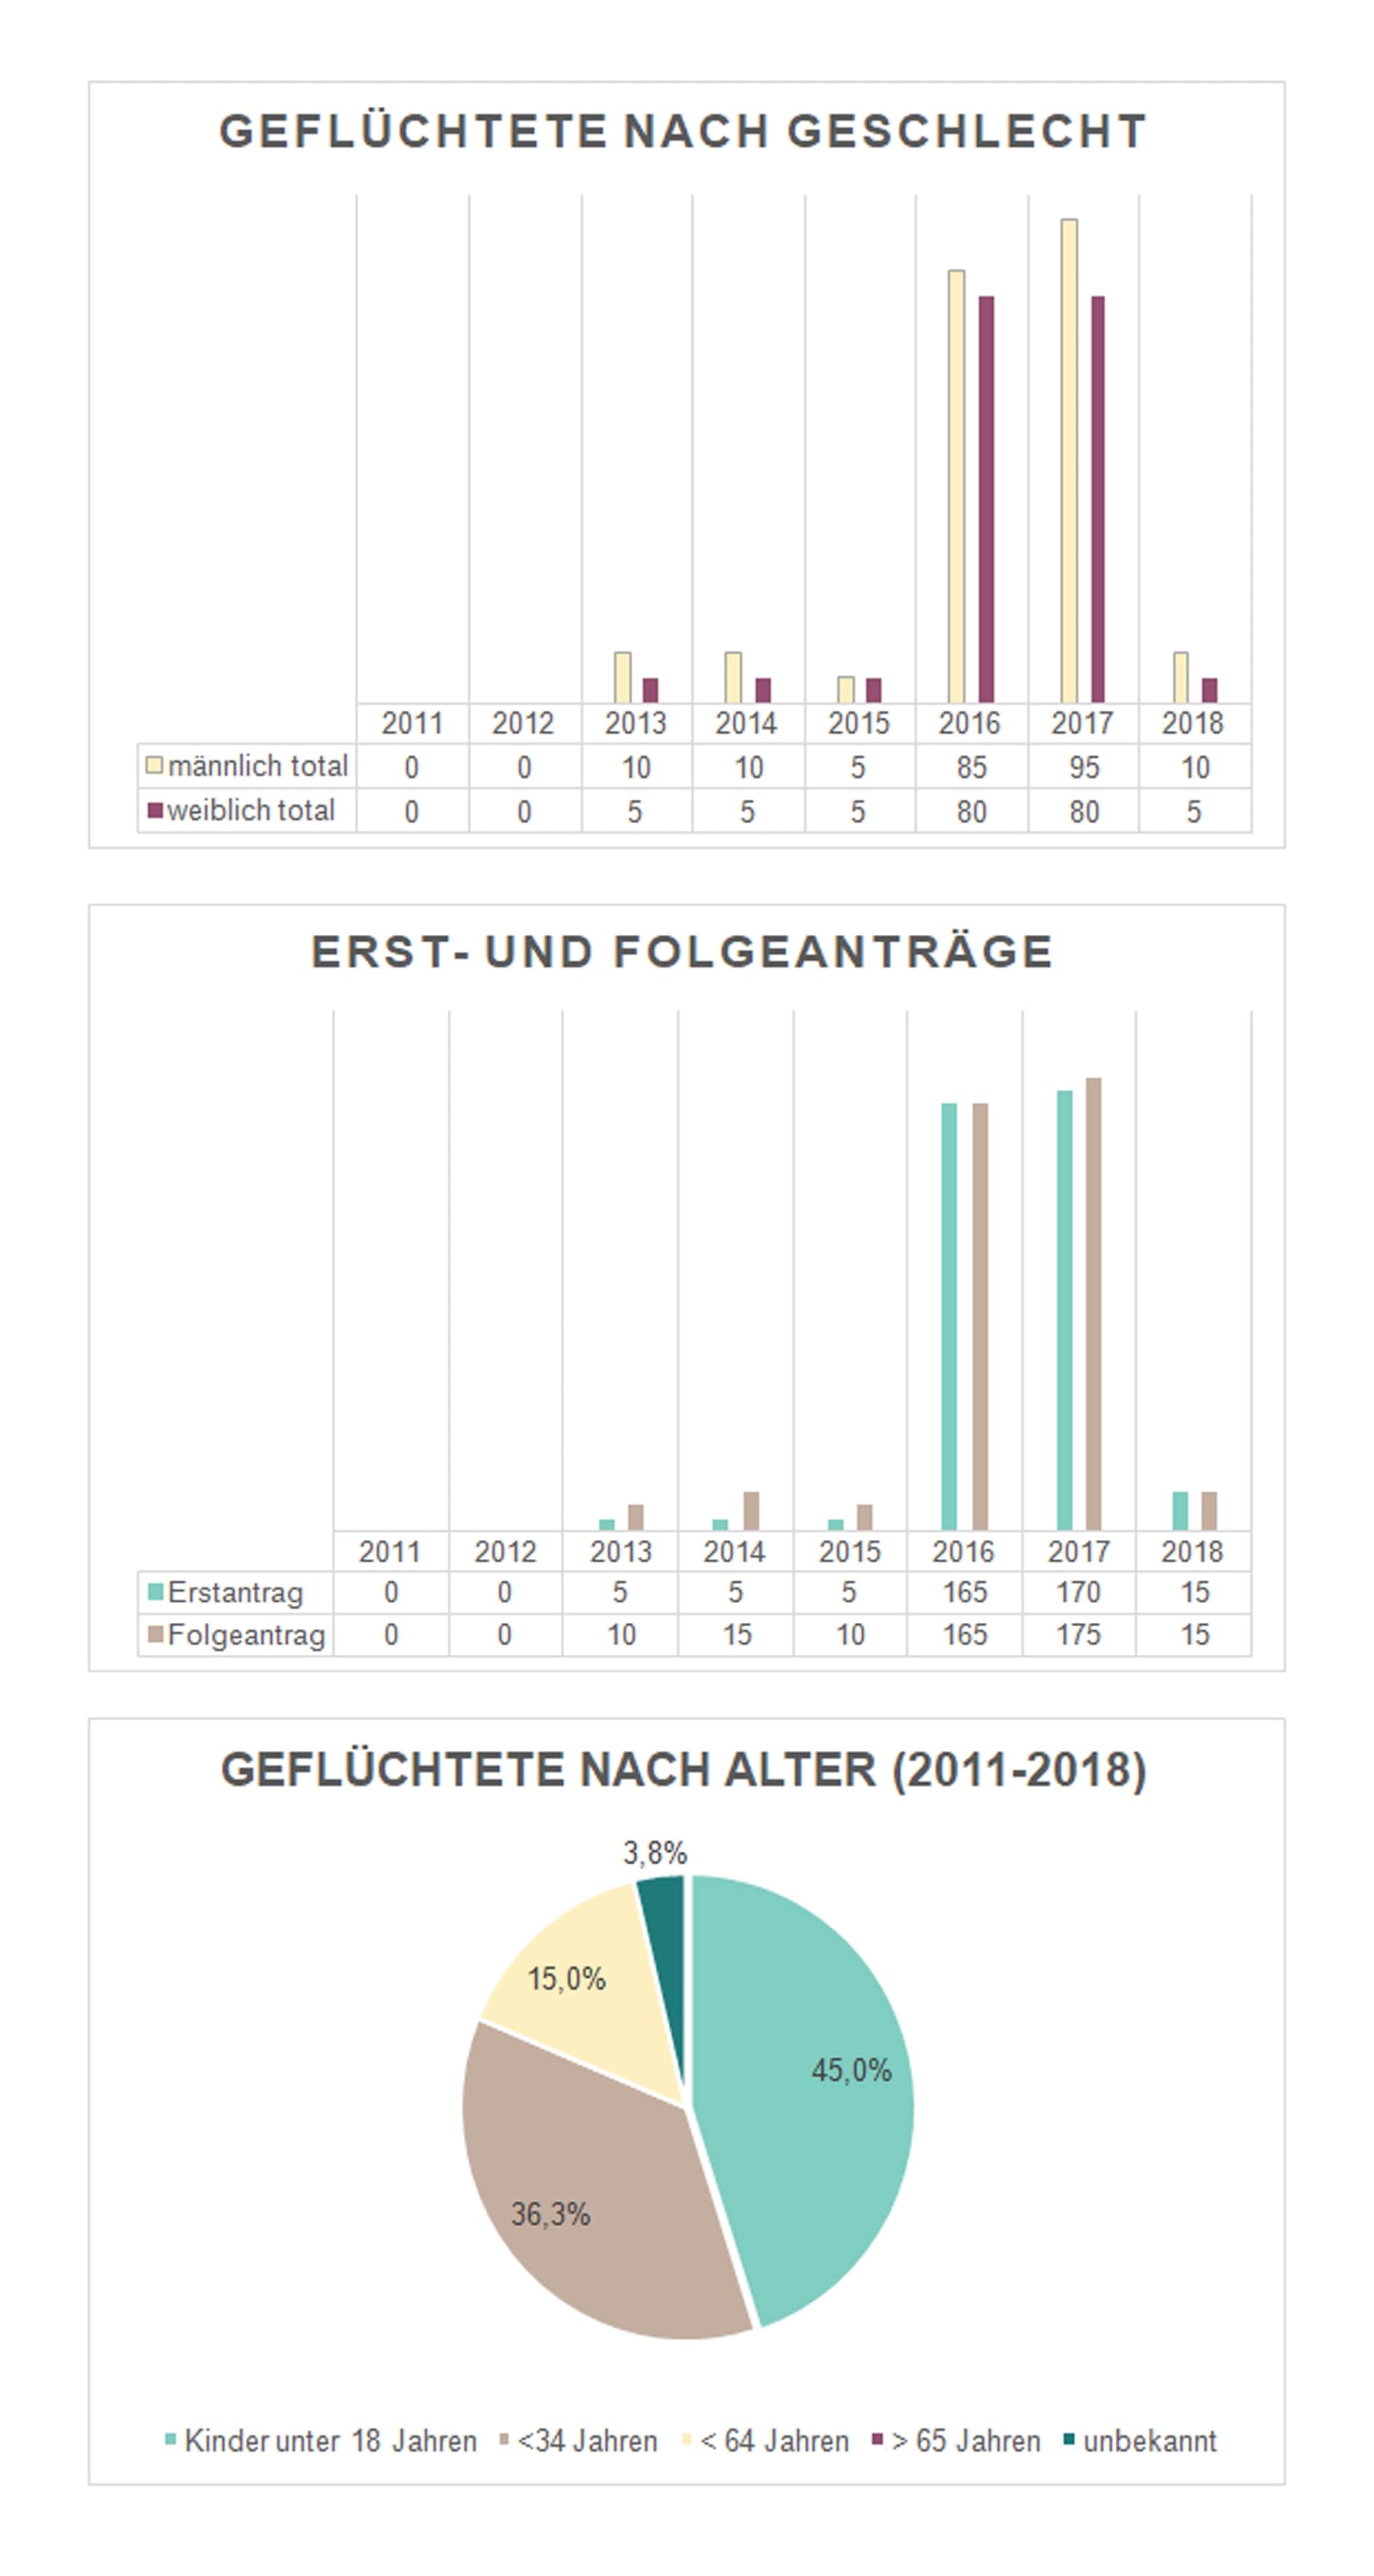 GEFLÜCHTETE NACH GESCHLECHT
2011 2012 2013 2014 2015 2016 2017 2018
männlich total 0 0 10 10 5 85 95 10
weiblich total 0 0 5 5 5 80 80 5
ERST- UND FOLGEANTRÄGE
2011 2012 2013 2014 2015 2016 2017 2018
Erstantrag 0 0 5 5 5 165 170 15
Folgeantrag 0 0 10 15 10 165 175 15
GEFLÜCHTETE NACH ALTER (2011-2018)
3,8%
15,0%
45,0%
36,3%
Kinder unter 18 Jahren <34 Jahren < 64 Jahren > 65 Jahren unbekannt